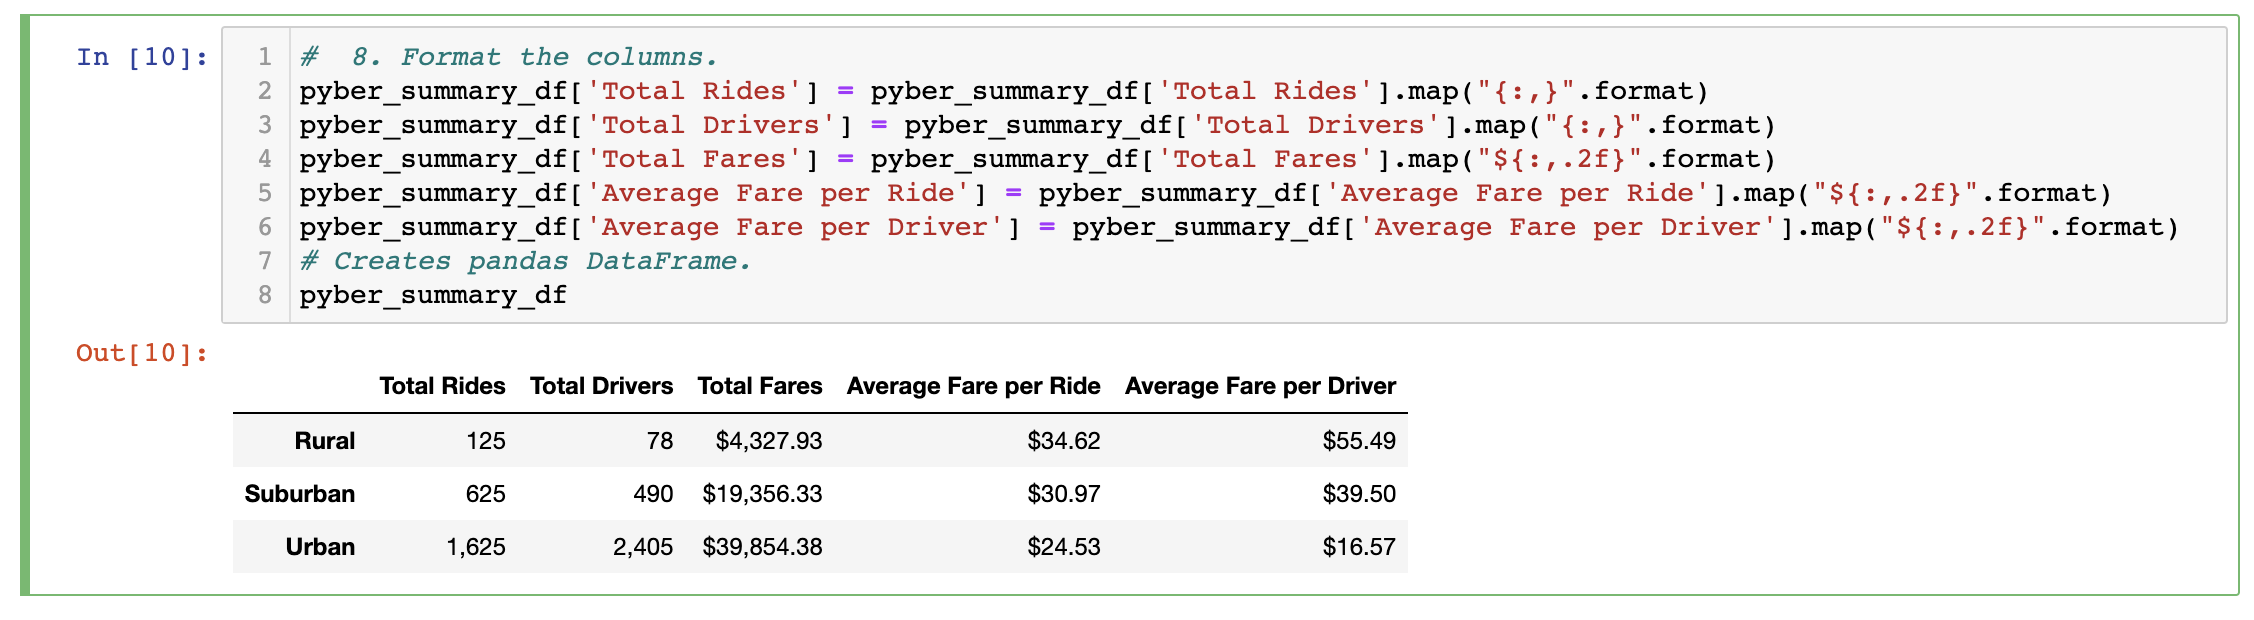 In [10]:
1 #  8. Format the columns.
2 pyber_summary_df['Total Rides'] = pyber_summary_df['Total Rides'].map("{:,}".format)
3 pyber_summary_df['Total Drivers'] = pyber_summary_df['Total Drivers'].map("{:,}".format)
4 pyber_summary_df['Total Fares'] = pyber_summary_df['Total Fares'].map("${:,.2f}".format)
5 pyber_summary_df['Average Fare per Ride'] = pyber_summary_df['Average Fare per Ride'].map("${:,.2f}".format)
6 pyber_summary_df['Average Fare per Driver'] = pyber_summary_df['Average Fare per Driver'].map("${:,.2f}".format)
7 # Creates pandas DataFrame.
8 pyber_summary_df
Out[10]:
Total Rides Total Drivers Total Fares Average Fare per Ride Average Fare per Driver
Rural 125 78 $4,327.93 $34.62 $55.49
Suburban 625 490 $19,356.33 $30.97 $39.50
Urban 1,625 2,405 $39,854.38 $24.53 $16.57